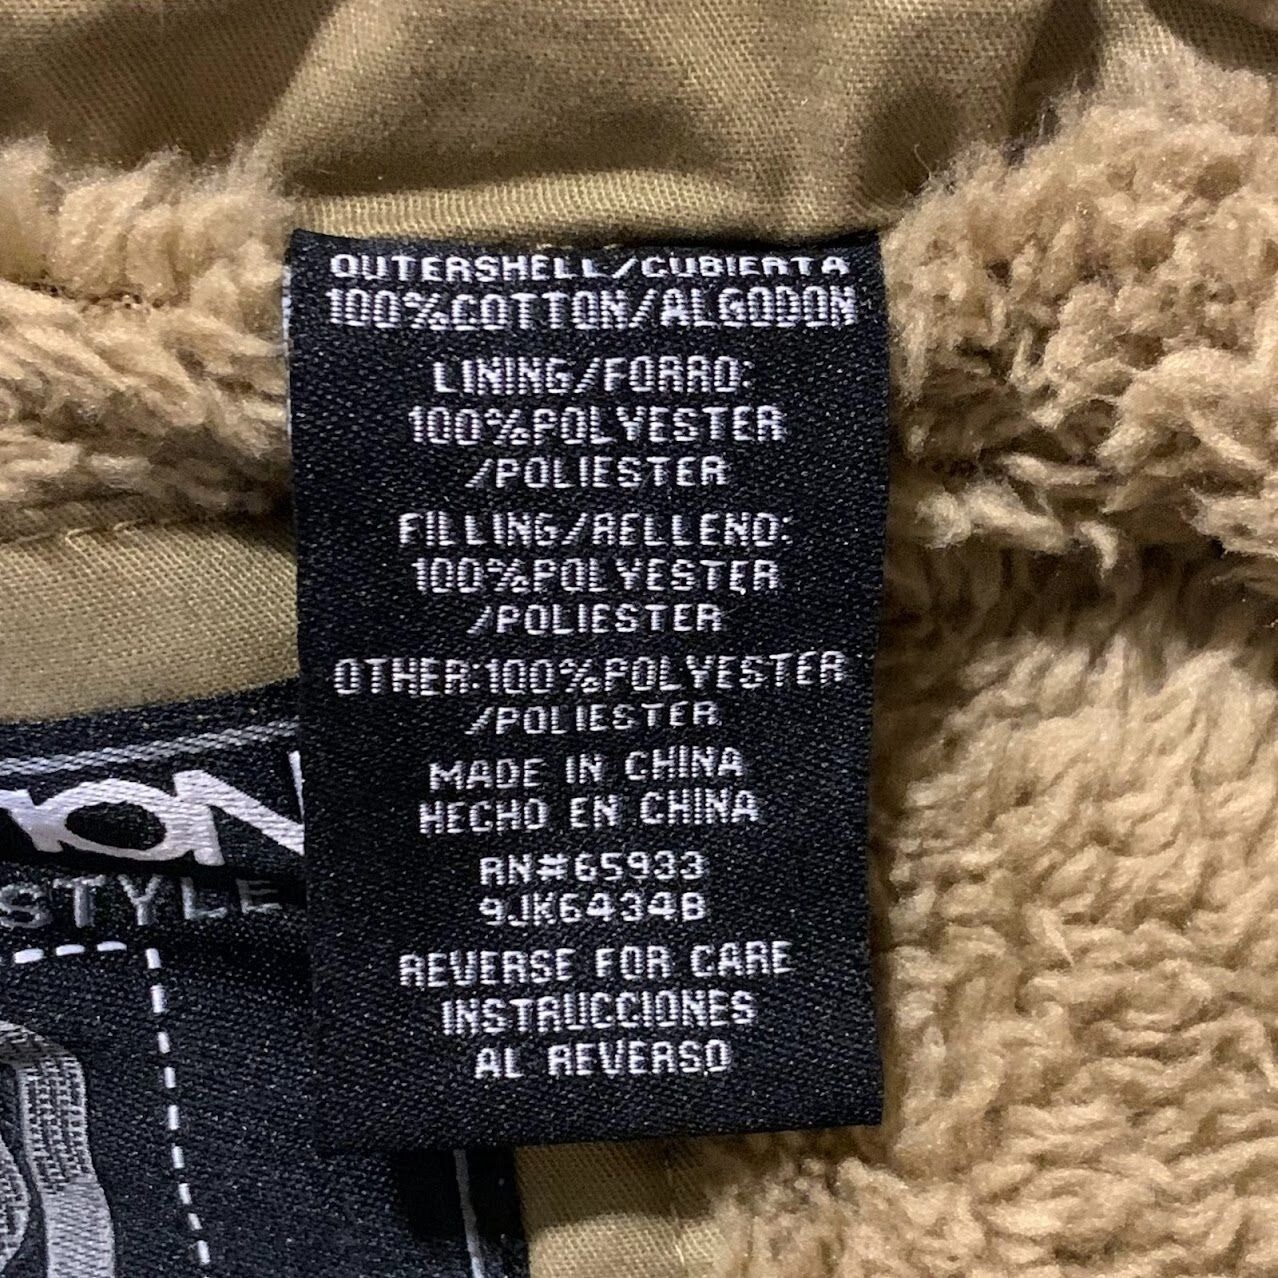 OUTERSHELL/CUBIERTA
100%COTTON/ALGODON
LINING/FORRO:
100%POLYESTER
/POLIESTER
FILLING/RELLENO:
100%POLYESTER
/POLIESTER
OTHER:100%POLYESTER
/POLIESTER
MADE IN CHINA
HECHO EN CHINA
RN#65933
9JK6434B
REVERSE FOR CARE
INSTRUCCIONES
AL REVERSO
STYLE